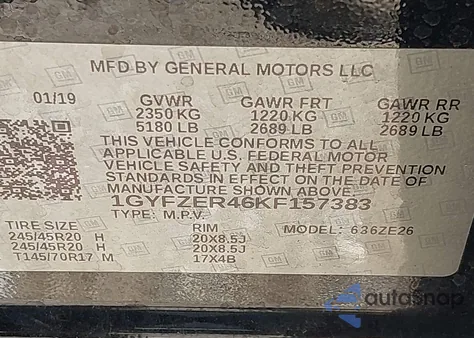 MFD BY GENERAL MOTORS LLC
01/19 GVWR GAWR FRT GAWR RR
2350 KG 1220 KG 1220 KG
5180 LB 2689 LB 2689 LB
THIS VEHICLE CONFORMS TO ALL
APPLICABLE U.S. FEDERAL MOTOR
VEHICLE SAFETY AND THEFT PREVENTION
STANDARDS IN EFFECT ON THE DATE OF
MANUFACTURE SHOWN ABOVE.
1GYFZER46KF157383
TYPE: M.P.V. MODEL: 636ZE26
TIRE SIZE RIM
245/45R20 H 20X8.5J
245/45R20 H 20X8.5J
T145/70R17 M 17X4B
GM
autosnap